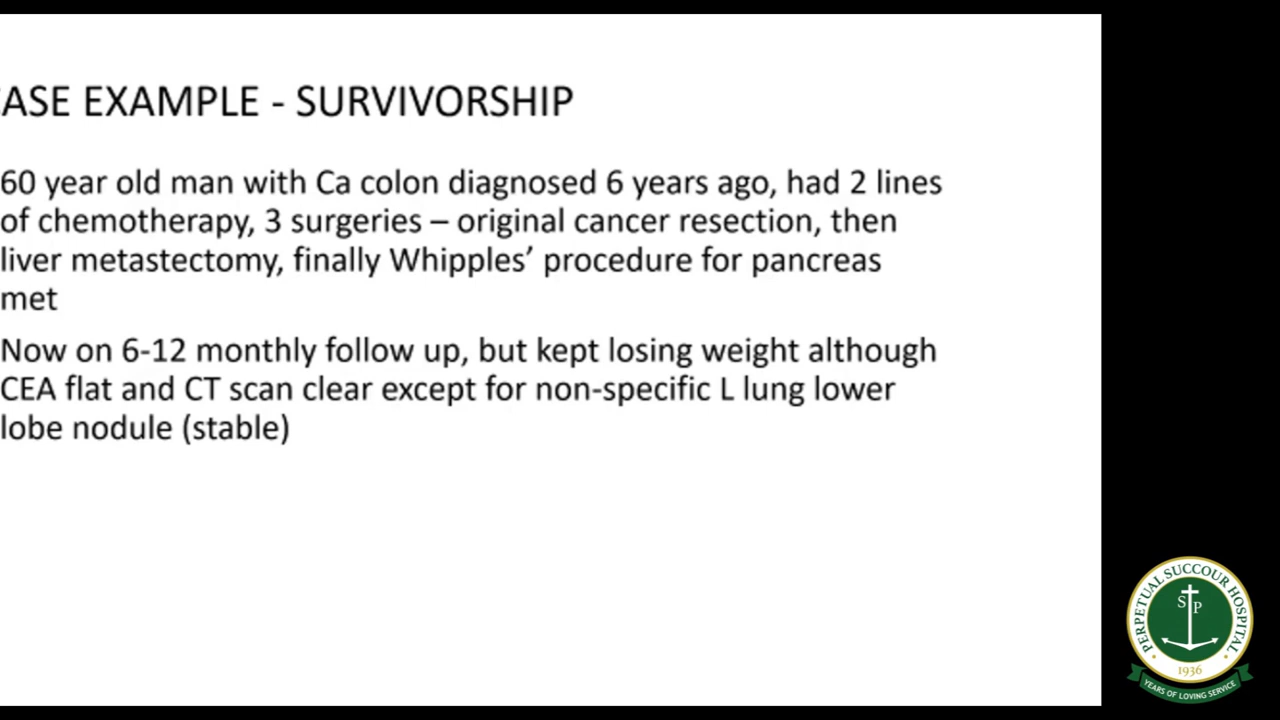 ASE EXAMPLE - SURVIVORSHIP
60 year old man with Ca colon diagnosed 6 years ago, had 2 lines
of chemotherapy, 3 surgeries – original cancer resection, then
liver metastectomy, finally Whipples’ procedure for pancreas
met
Now on 6-12 monthly follow up, but kept losing weight although
CEA flat and CT scan clear except for non-specific L lung lower
lobe nodule (stable)
PERPETUAL SUCCOUR HOSPITAL
S P
1936
YEARS OF LOVING SERVICE